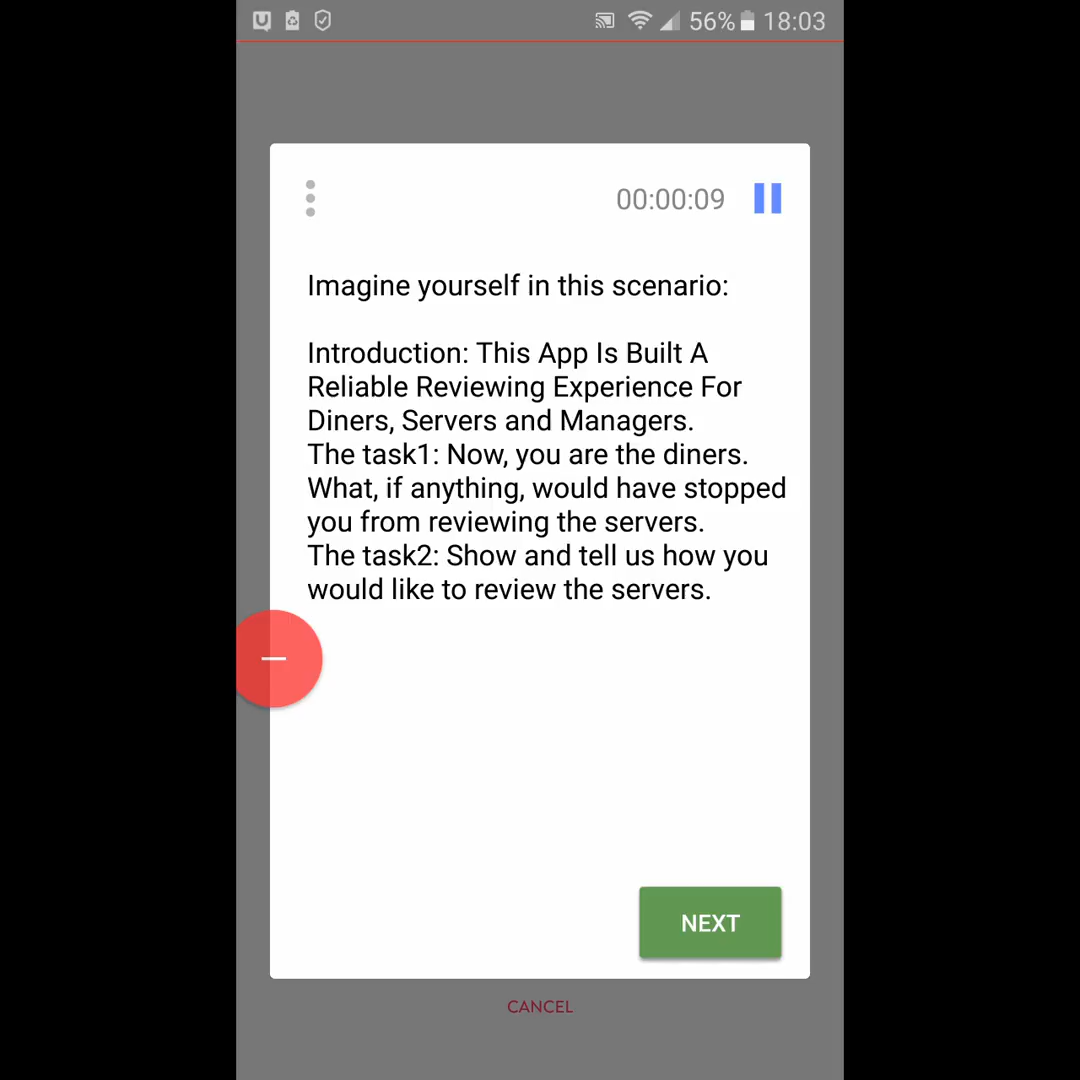 56% 18:03
00:00:09
Imagine yourself in this scenario:
Introduction: This App Is Built A
Reliable Reviewing Experience For
Diners, Servers and Managers.
The task1: Now, you are the diners.
What, if anything, would have stopped
you from reviewing the servers.
The task2: Show and tell us how you
would like to review the servers.
NEXT
CANCEL